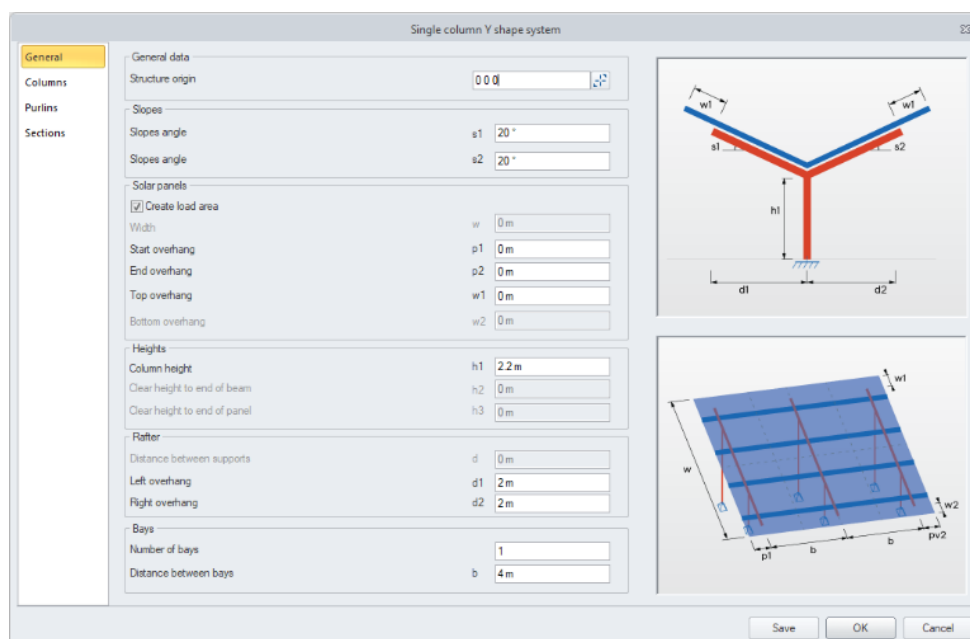 Single column Y shape system
General
Columns
Purlins
Sections
General data
Structure origin 0 0 0
Slopes
Slopes angle s1 20 °
Slopes angle s2 20 °
Solar panels
Create load area
Width w 0 m
Start overhang p1 0 m
End overhang p2 0 m
Top overhang w1 0 m
Bottom overhang w2 0 m
Heights
Column height h1 2.2 m
Clear height to end of beam h2 0 m
Clear height to end of panel h3 0 m
Rafter
Distance between supports d 0 m
Left overhang d1 2 m
Right overhang d2 2 m
Bays
Number of bays 1
Distance between bays b 4 m
w1 w1
s1 s2
h1
d1 d2
w1
w
w2
p1 b b pv2
Save OK Cancel